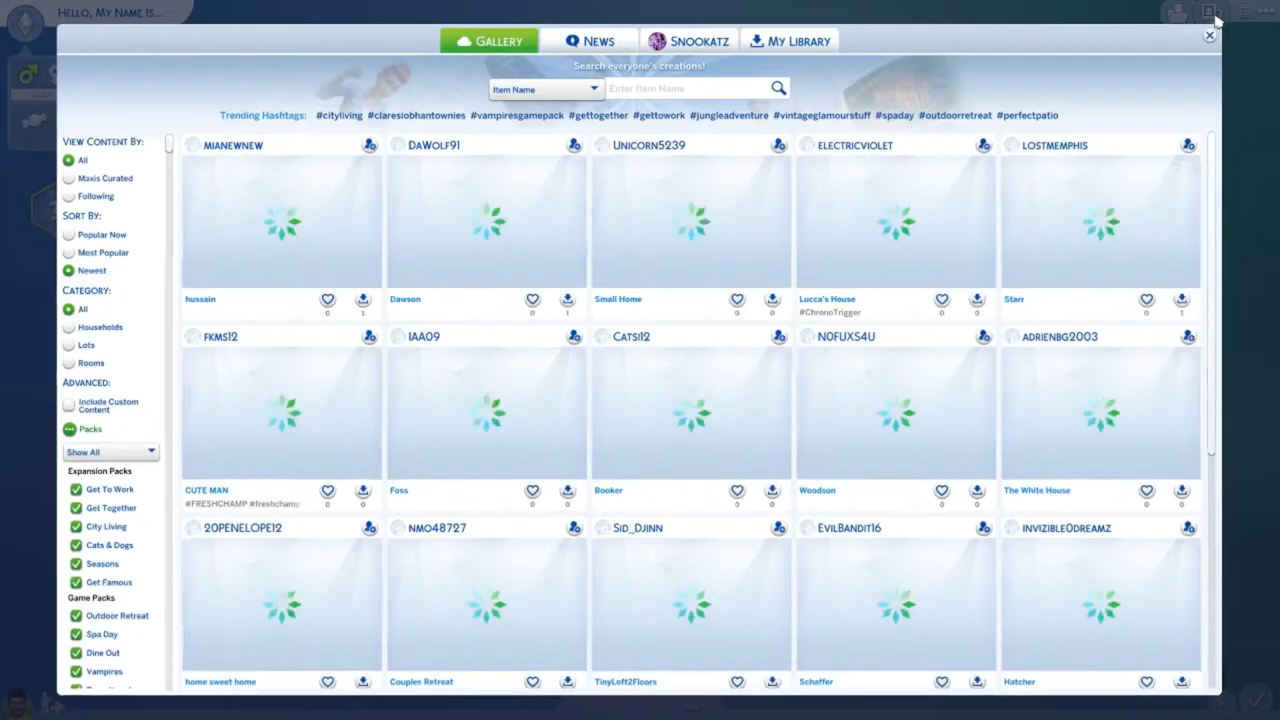 HELLO, MY NAME IS...
GALLERY
NEWS
SNOOKATZ
MY LIBRARY
Search everyone's creations!
Item Name
Enter Item Name
Trending Hashtags: #cityliving #claresiobhantownies #vampiresgamepack #gettogether #gettowork #jungleadventure #vintageglamourstuff #spaday #outdoorretreat #perfectpatio
VIEW CONTENT BY:
All
Maxis Curated
Following
SORT BY:
Popular Now
Most Popular
Newest
CATEGORY:
All
Households
Lots
Rooms
ADVANCED:
Include Custom
Content
Packs
Show All
Expansion Packs
Get To Work
Get Together
City Living
Cats & Dogs
Seasons
Get Famous
Game Packs
Outdoor Retreat
Spa Day
Dine Out
Vampires
MIANEWNEW
DAWOLF91
UNICORN5239
ELECTRICVIOLET
LOSTMEMPHIS
hussain
0
1
Dawson
0
1
Small Home
0
0
Lucca's House
#ChronoTrigger
0
0
Starr
0
1
FKMS12
IAA09
CATS112
N0FUXS4U
ADRIENBG2003
CUTE MAN
#FRESHCHAMP #freshchamp
0
0
Foss
0
0
Booker
0
0
Woodson
0
0
The White House
0
0
20PENELOPE12
NMO48727
SID_DJINN
EVILBANDIT16
INVIZIBLE0DREAMZ
home sweet home
Couples Retreat
TinyLoft2Floors
Schaffer
Hatcher